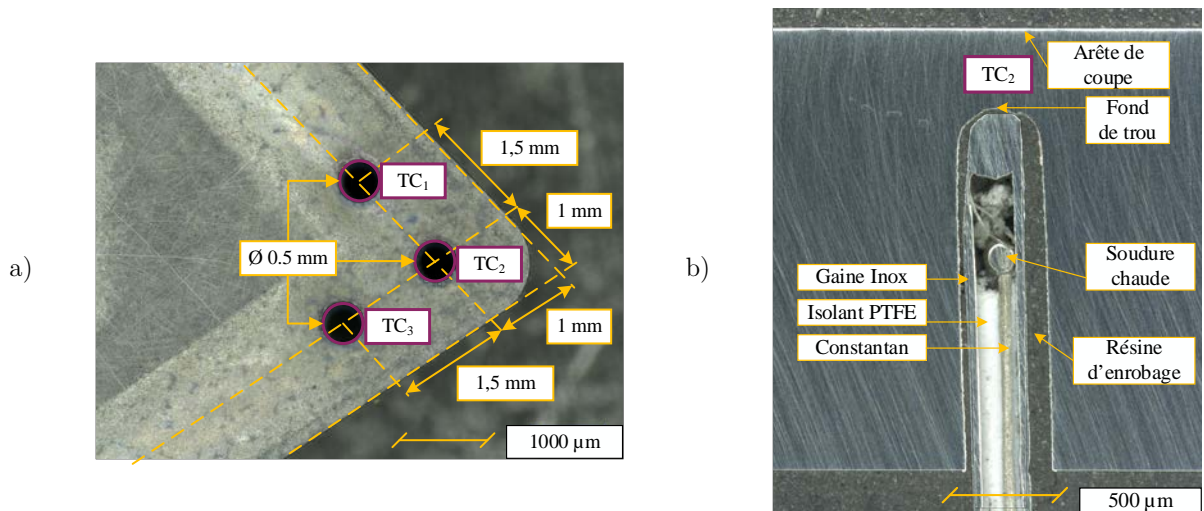 a)
1,5 mm
TC₁
1 mm
Ø 0.5 mm
TC₂
TC₃
1 mm
1,5 mm
1000 µm
b)
Arête de
coupe
TC₂
Fond
de trou
Soudure
chaude
Gaine Inox
Isolant PTFE
Constantan
Résine
d'enrobage
500 µm